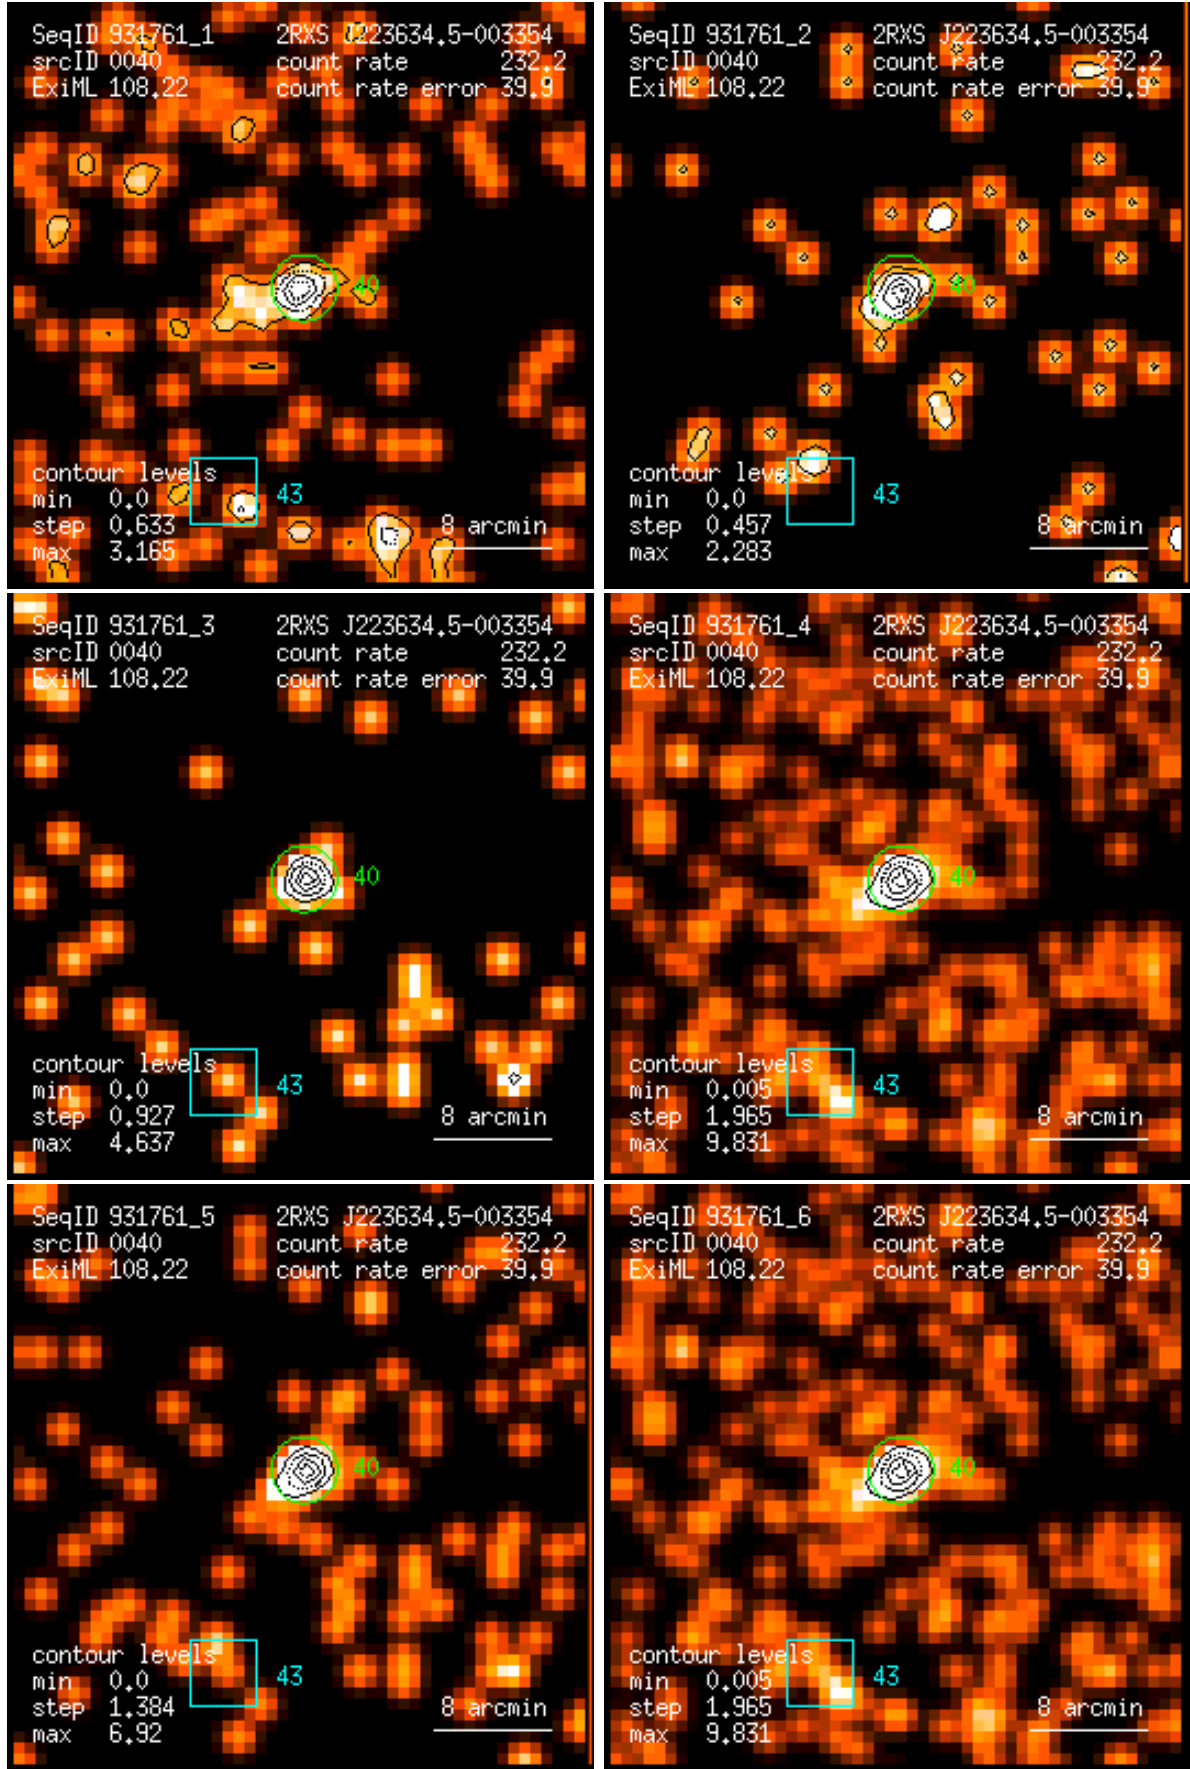 SeqID 931761_1 2RXS J223634.5-003354
srcID 0040 count rate 232.2
ExiML 108.22 count rate error 39.9
40
contour levels
min 0.0 43
step 0.633 8 arcmin
max 3.165
SeqID 931761_2 2RXS J223634.5-003354
srcID 0040 count rate 232.2
ExiML 108.22 count rate error 39.9
40
contour levels
min 0.0 43
step 0.457 8 arcmin
max 2.283
SeqID 931761_3 2RXS J223634.5-003354
srcID 0040 count rate 232.2
ExiML 108.22 count rate error 39.9
40
contour levels
min 0.0 43
step 0.927 8 arcmin
max 4.637
SeqID 931761_4 2RXS J223634.5-003354
srcID 0040 count rate 232.2
ExiML 108.22 count rate error 39.9
40
contour levels
min 0.005 43
step 1.965 8 arcmin
max 9.831
SeqID 931761_5 2RXS J223634.5-003354
srcID 0040 count rate 232.2
ExiML 108.22 count rate error 39.9
40
contour levels
min 0.0 43
step 1.384 8 arcmin
max 6.92
SeqID 931761_6 2RXS J223634.5-003354
srcID 0040 count rate 232.2
ExiML 108.22 count rate error 39.9
40
contour levels
min 0.005 43
step 1.965 8 arcmin
max 9.831